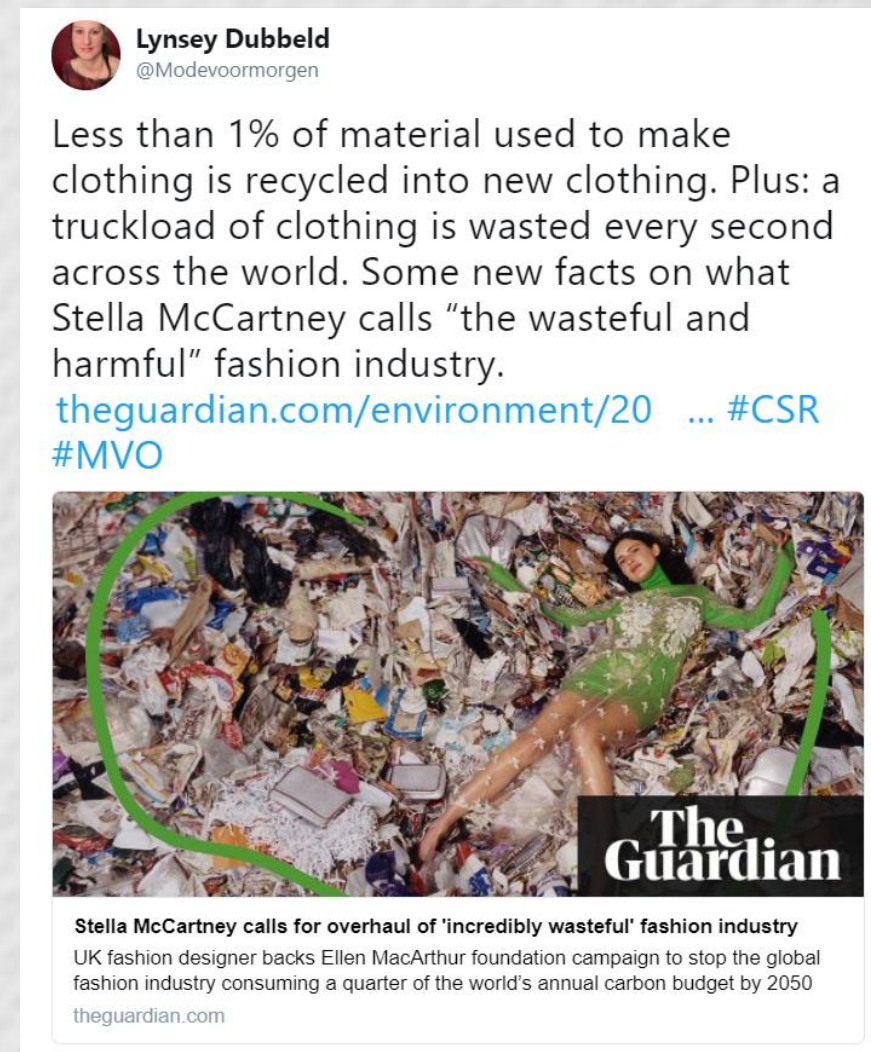 Lynsey Dubbeld
@Modevoormorgen
Less than 1% of material used to make
clothing is recycled into new clothing. Plus: a
truckload of clothing is wasted every second
across the world. Some new facts on what
Stella McCartney calls “the wasteful and
harmful” fashion industry.
theguardian.com/environment/20 ... #CSR
#MVO
The
Guardian
Stella McCartney calls for overhaul of 'incredibly wasteful' fashion industry
UK fashion designer backs Ellen MacArthur foundation campaign to stop the global
fashion industry consuming a quarter of the world’s annual carbon budget by 2050
theguardian.com